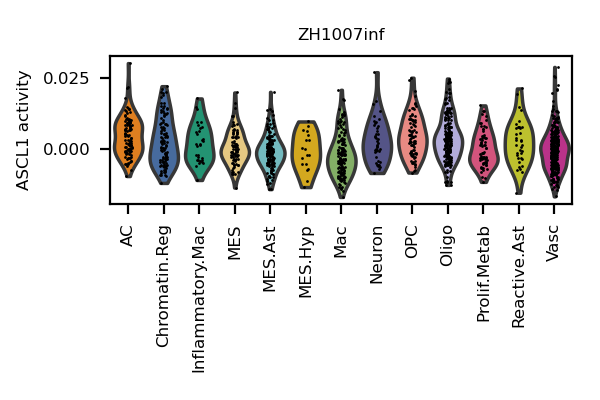 ZH1007inf
ASCL1 activity
0.025
0.000
AC
Chromatin.Reg
Inflammatory.Mac
MES
MES.Ast
MES.Hyp
Mac
Neuron
OPC
Oligo
Prolif.Metab
Reactive.Ast
Vasc